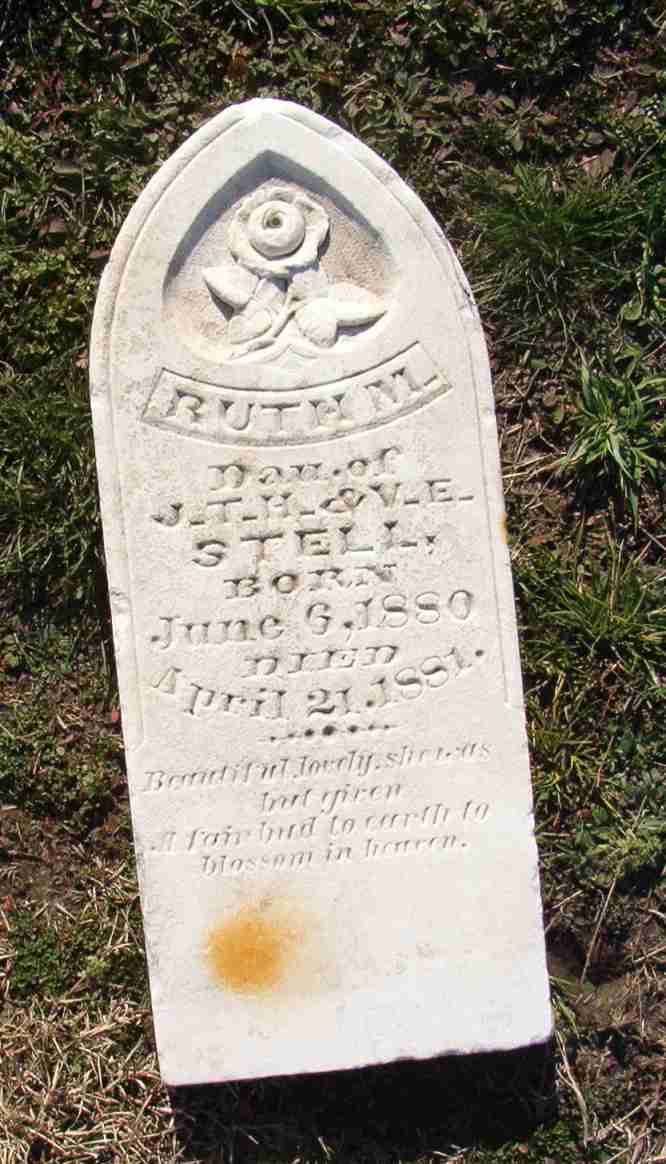 RUTH M.
Dau. of
J. T. H. & V. E.
STELL,
BORN
June 6, 1880
DIED
April 21, 1881.
Beautiful, lovely, she was
but given
A fair bud to earth to
blossom in heaven.